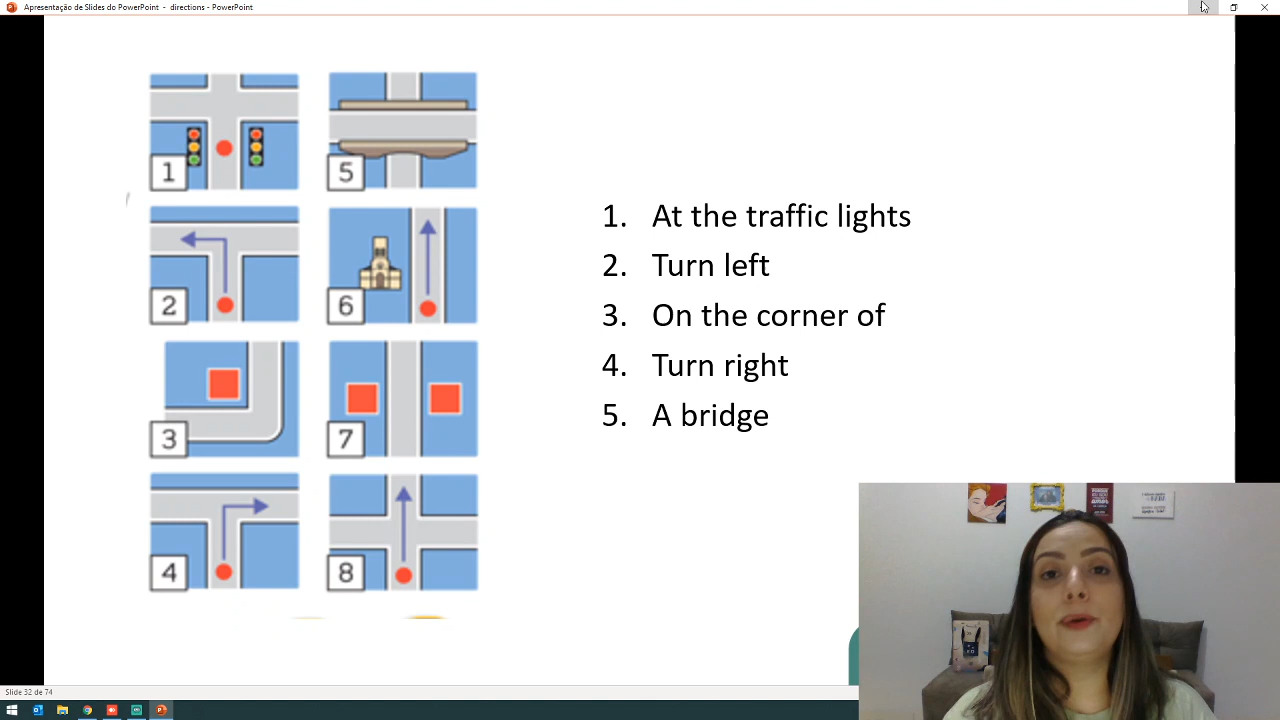 Apresentação de Slides do PowerPoint - directions - PowerPoint
1
5
2
6
3
7
4
8
1. At the traffic lights
2. Turn left
3. On the corner of
4. Turn right
5. A bridge
Slide 32 de 74